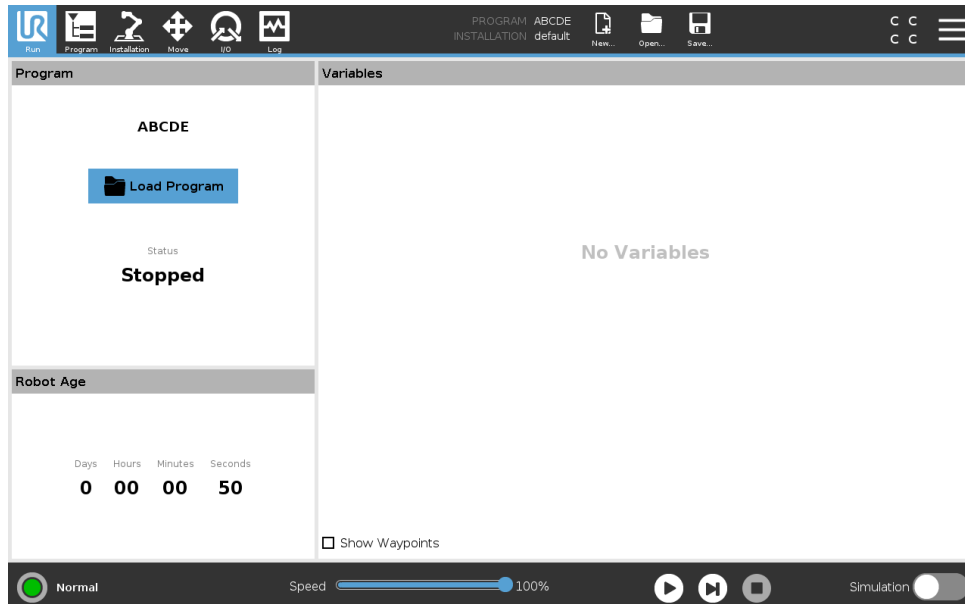 PROGRAM ABCDE
INSTALLATION default
Run Program Installation Move I/O Log New... Open... Save...
C C
C C
Program
ABCDE
Load Program
Status
Stopped
Variables
No Variables
Show Waypoints
Robot Age
Days Hours Minutes Seconds
0 00 00 50
Normal Speed 100% Simulation